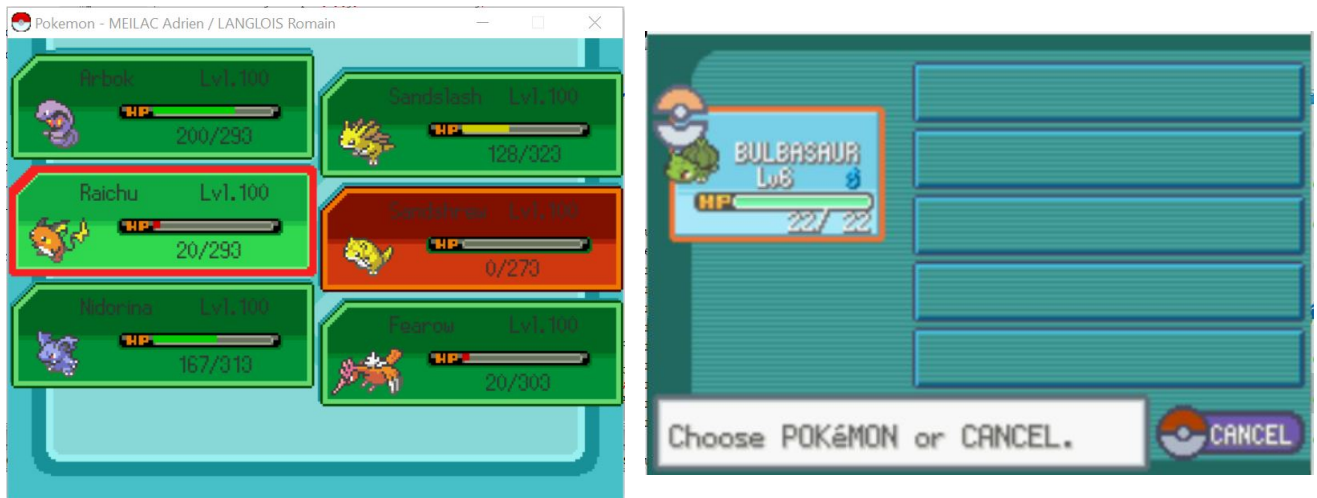 Pokemon - MEILAC Adrien / LANGLOIS Romain
Arbok Lvl.100
HP
200/293
Sandslash Lvl.100
HP
128/323
Raichu Lvl.100
HP
20/293
Sandshrew Lvl.100
HP
0/273
Nidorina Lvl.100
HP
167/313
Fearow Lvl.100
HP
20/303
BULBASAUR
Lv6 ♂
HP
22/ 22
Choose POKéMON or CANCEL.
CANCEL